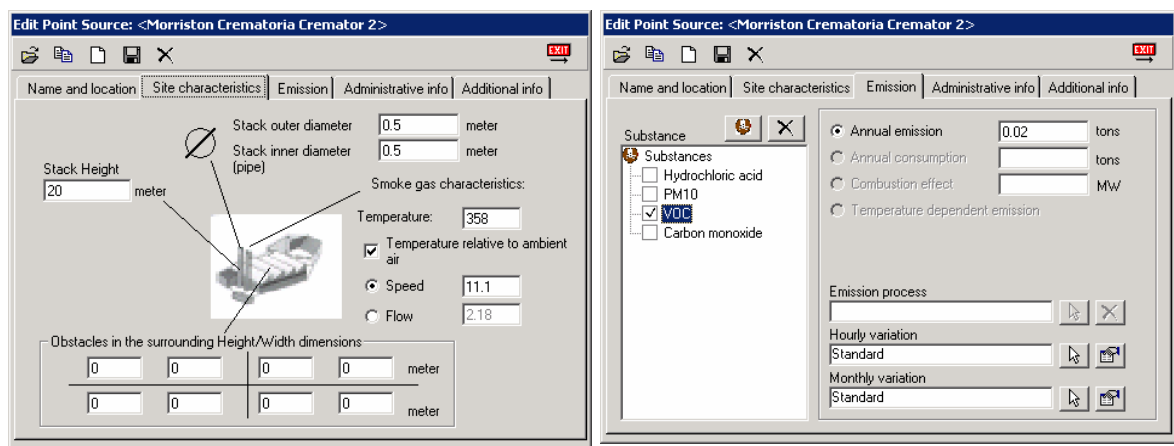 Edit Point Source: <Morriston Crematoria Cremator 2>
EXIT
Name and location Site characteristics Emission Administrative info Additional info
Stack outer diameter 0.5 meter
Stack inner diameter (pipe) 0.5 meter
Stack Height
20 meter
Smoke gas characteristics:
Temperature: 358
Temperature relative to ambient
air
Speed 11.1
Flow 2.18
Obstacles in the surrounding Height/Width dimensions
0 0 0 0 meter
0 0 0 0 meter
Edit Point Source: <Morriston Crematoria Cremator 2>
EXIT
Name and location Site characteristics Emission Administrative info Additional info
Substance
Substances
Hydrochloric acid
PM10
VOC
Carbon monoxide
Annual emission 0.02 tons
Annual consumption tons
Combustion effect MW
Temperature dependent emission
Emission process
Hourly variation
Standard
Monthly variation
Standard